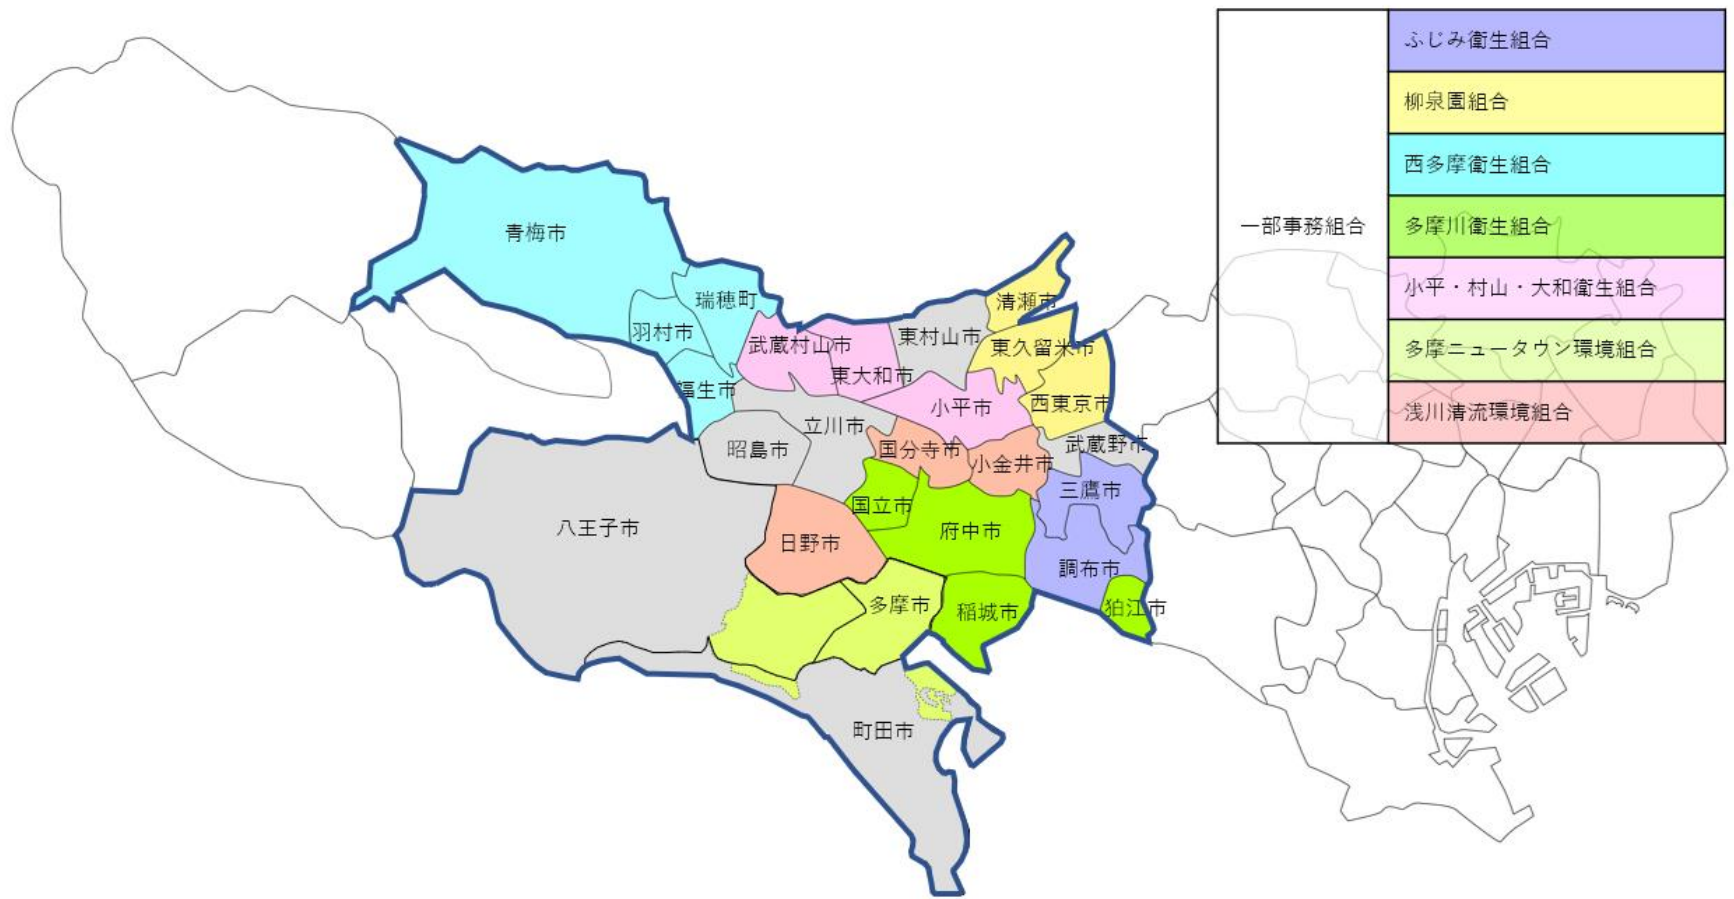 一部事務組合
ふじみ衛生組合
柳泉園組合
西多摩衛生組合
多摩川衛生組合
小平・村山・大和衛生組合
多摩ニュータウン環境組合
浅川清流環境組合
青梅市
瑞穂町
羽村市
福生市
武蔵村山市
東大和市
東村山市
清瀬市
東久留米市
西東京市
小平市
立川市
昭島市
国分寺市
小金井市
武蔵野市
三鷹市
国立市
府中市
調布市
狛江市
八王子市
日野市
多摩市
稲城市
町田市